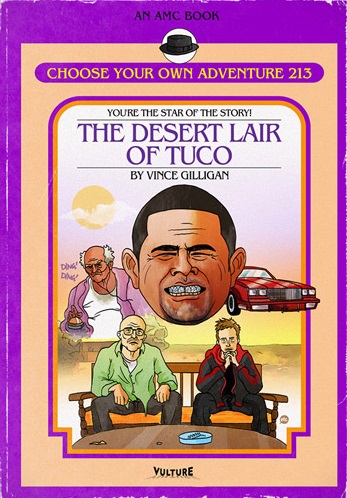 AN AMC BOOK
CHOOSE YOUR OWN ADVENTURE 213
YOU'RE THE STAR OF THE STORY!
THE DESERT LAIR
OF TUCO
BY VINCE GILLIGAN
DING!
DING!
VULTURE